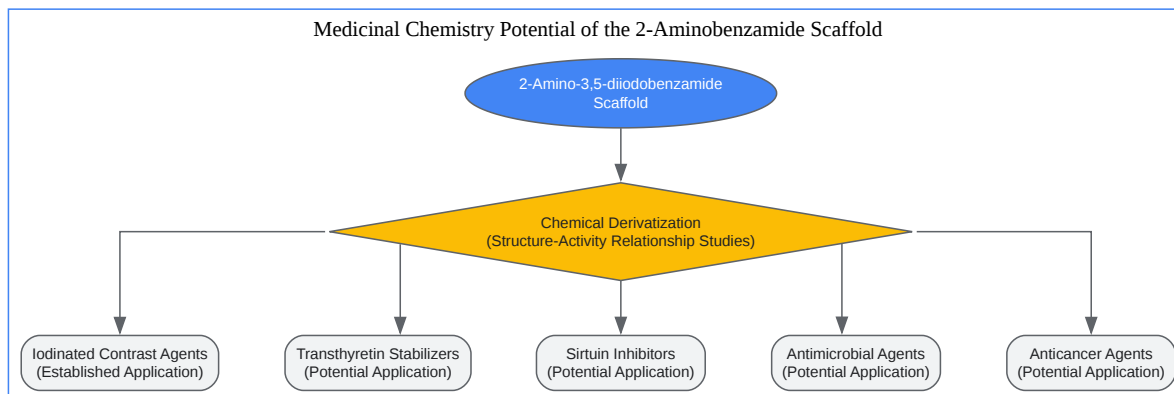 Medicinal Chemistry Potential of the 2-Aminobenzamide Scaffold
2-Amino-3,5-diiodobenzamide
Scaffold
Chemical Derivatization
(Structure-Activity Relationship Studies)
Iodinated Contrast Agents
(Established Application)
Transthyretin Stabilizers
(Potential Application)
Sirtuin Inhibitors
(Potential Application)
Antimicrobial Agents
(Potential Application)
Anticancer Agents
(Potential Application)